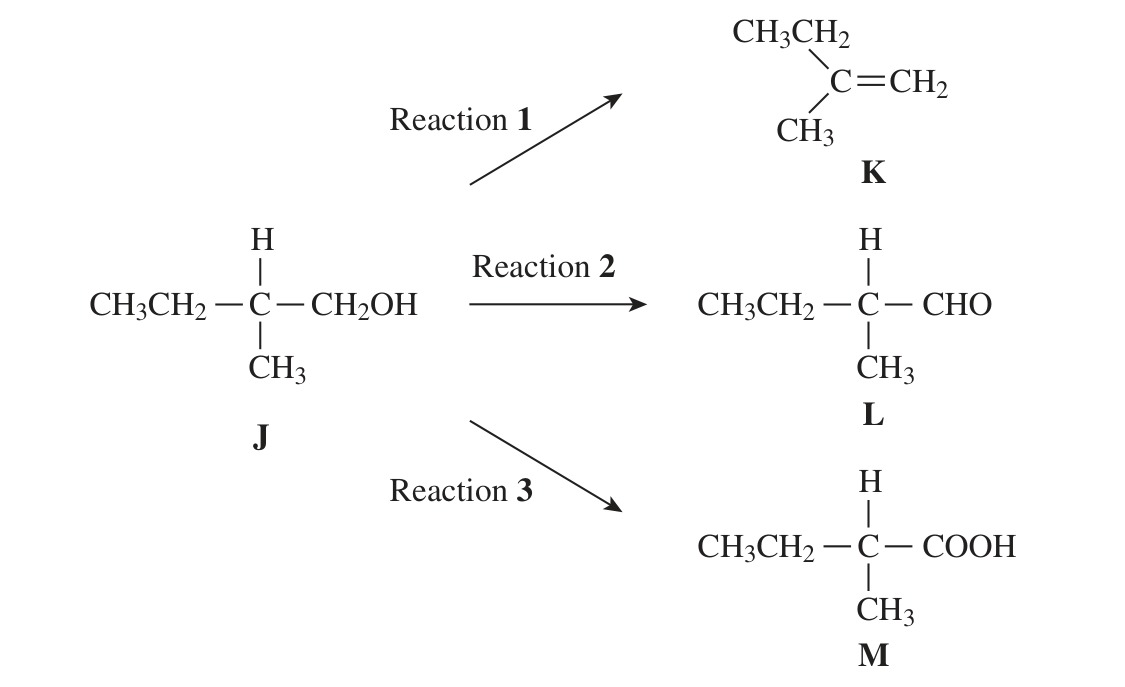 CH₃CH₂
C=CH₂
Reaction 1
CH₃
K
H
H
Reaction 2
CH₃CH₂—C—CH₂OH
CH₃CH₂—C—CHO
CH₃
CH₃
L
J
H
Reaction 3
CH₃CH₂—C—COOH
CH₃
M